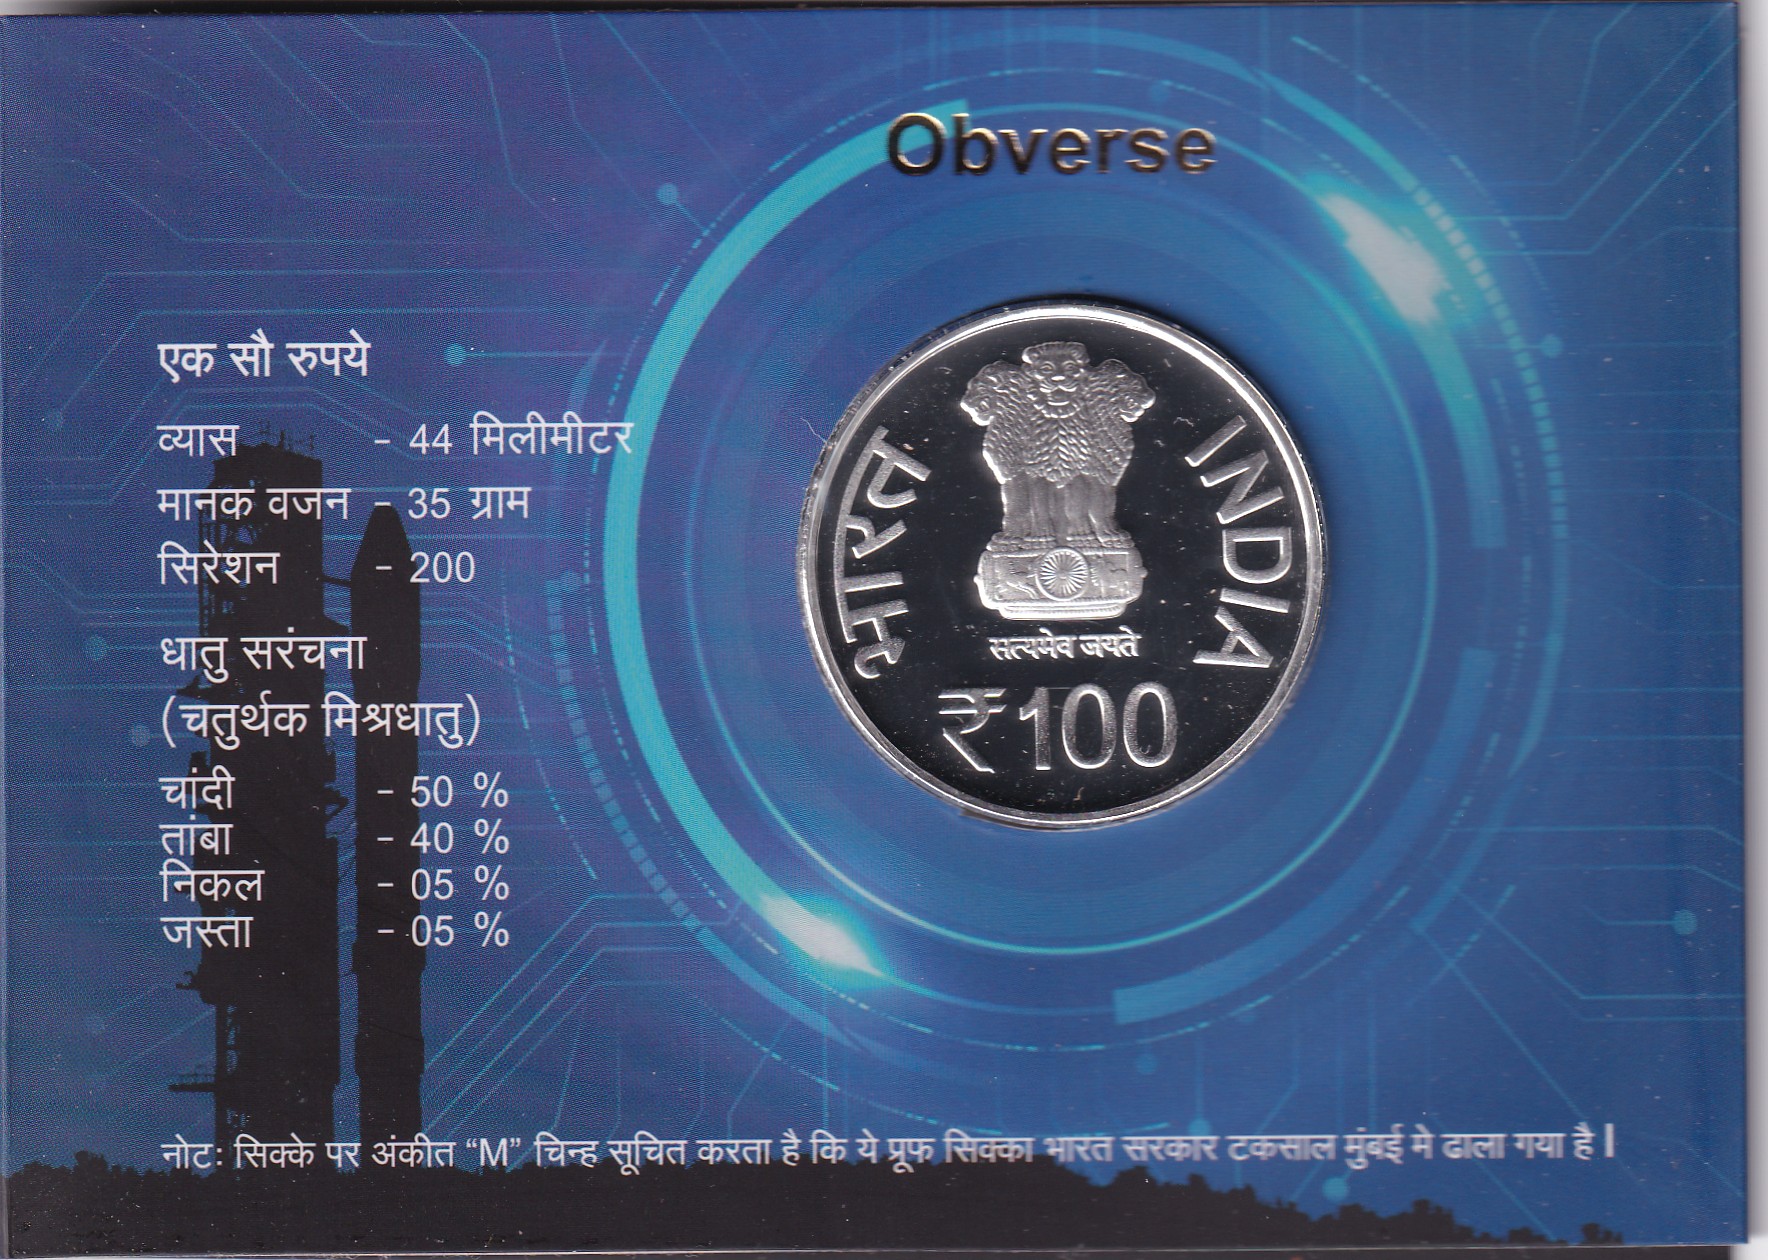 Obverse
एक सौ रुपये
व्यास - 44 मिलीमीटर
मानक वजन - 35 ग्राम
सिरेशन - 200
धातु सरंचना
(चतुर्थक मिश्रधातु)
चांदी - 50 %
तांबा - 40 %
निकल - 05 %
जस्ता - 05 %
भारत
INDIA
सत्यमेव जयते
₹100
नोट: सिक्के पर अंकीत “M” चिन्ह सूचित करता है कि ये प्रूफ सिक्का भारत सरकार टकसाल मुंबई मे ढाला गया है |